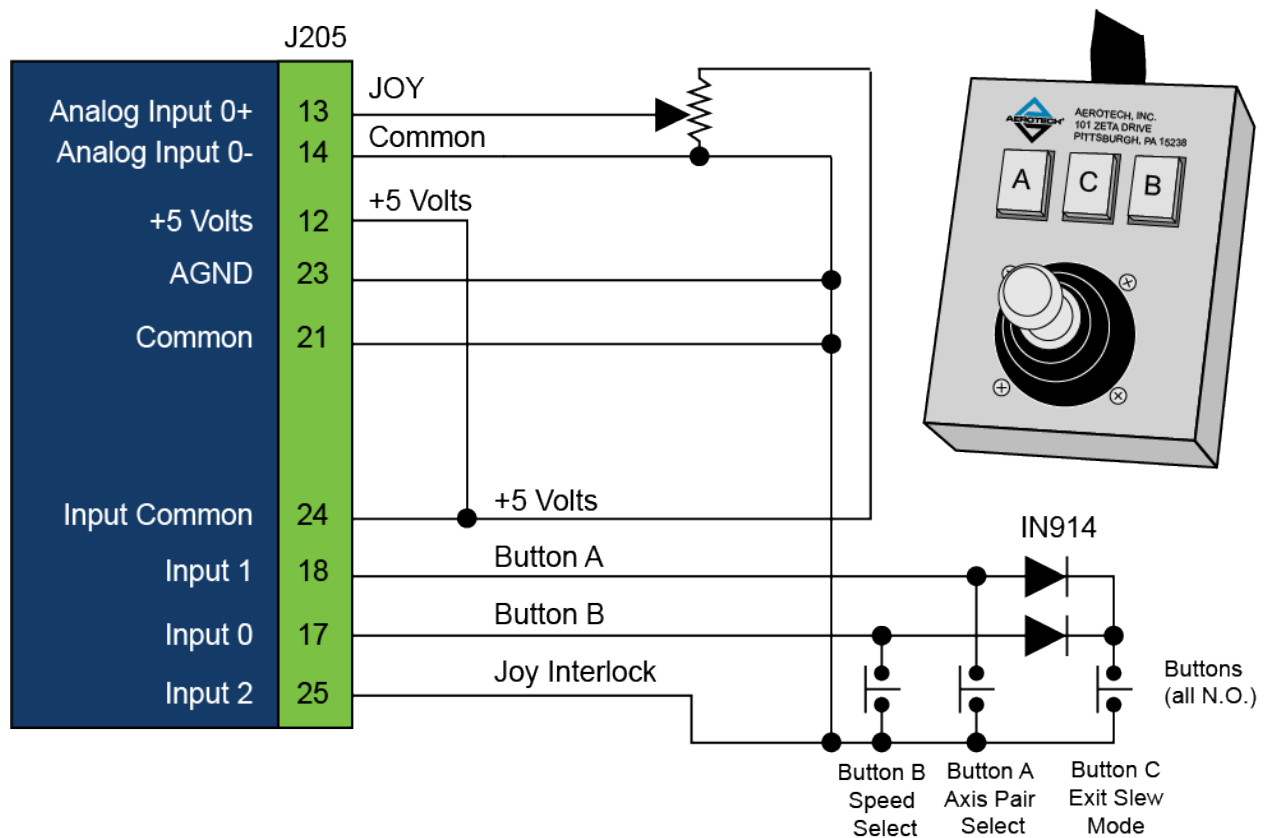 J205
Analog Input 0+ 13 JOY
Analog Input 0- 14 Common
+5 Volts 12 +5 Volts
AGND 23
Common 21
Input Common 24 +5 Volts
Input 1 18 Button A
Input 0 17 Button B
Input 2 25 Joy Interlock
AEROTECH
AEROTECH, INC.
101 ZETA DRIVE
PITTSBURGH, PA 15238
A C B
IN914
Buttons
(all N.O.)
Button B
Speed
Select
Button A
Axis Pair
Select
Button C
Exit Slew
Mode